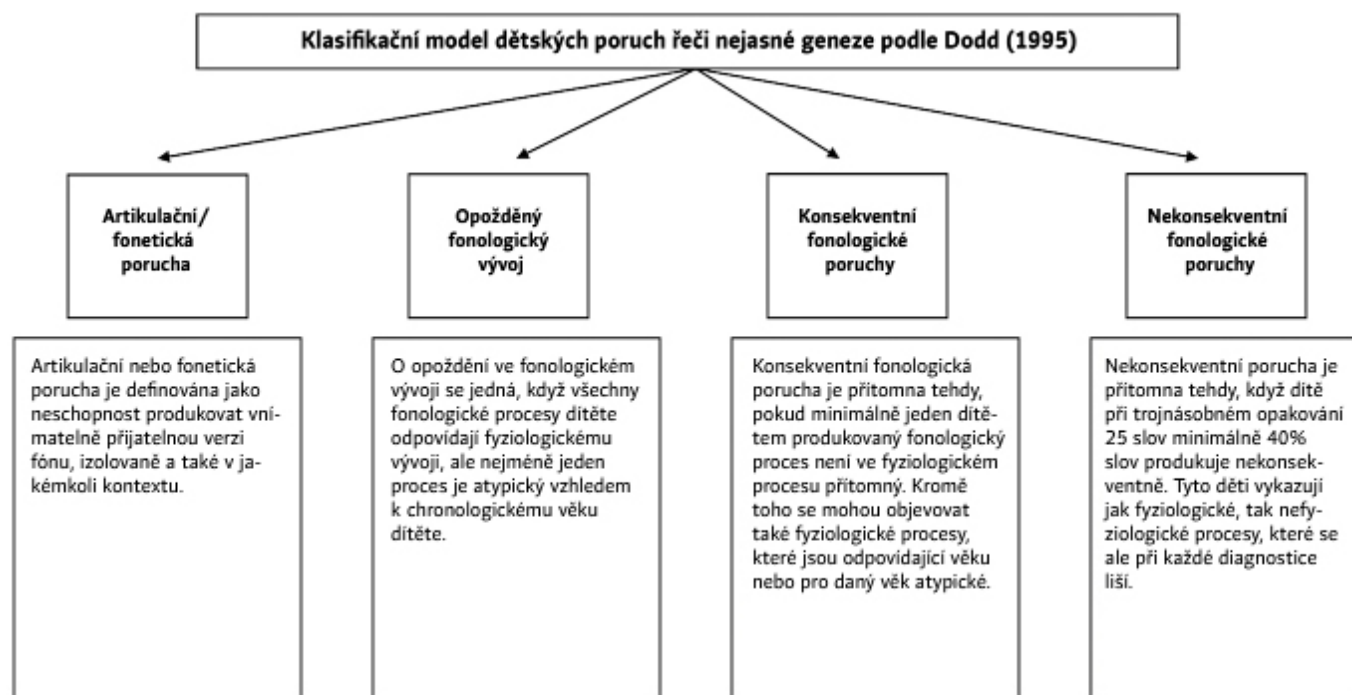 Klasifikační model dětských poruch řeči nejasné geneze podle Dodd (1995)
Artikulační/
fonetická
porucha
Opožděný
fonologický
vývoj
Konsekventní
fonologické
poruchy
Nekonsekventní
fonologické
poruchy
Artikulační nebo fonetická
porucha je definována jako
neschopnost produkovat vní-
matelně přijatelnou verzi
fónu, izolovaně a také v ja-
kémkoli kontextu.
O opoždění ve fonologickém
vývoji se jedná, když všechny
fonologické procesy dítěte
odpovídají fyziologickému
vývoji, ale nejméně jeden
proces je atypický vzhledem
k chronologickému věku
dítěte.
Konsekventní fonologická
porucha je přítomna tehdy,
pokud minimálně jeden dítě-
tem produkovaný fonologický
proces není ve fyziologickém
procesu přítomný. Kromě
toho se mohou objevovat
také fyziologické procesy,
které jsou odpovídající věku
nebo pro daný věk atypické.
Nekonsekventní porucha je
přítomna tehdy, když dítě
při trojnásobném opakování
25 slov minimálně 40%
slov produkuje nekonsek-
ventně. Tyto děti vykazují
jak fyziologické, tak nefy-
ziologické procesy, které se
ale při každé diagnostice
liší.